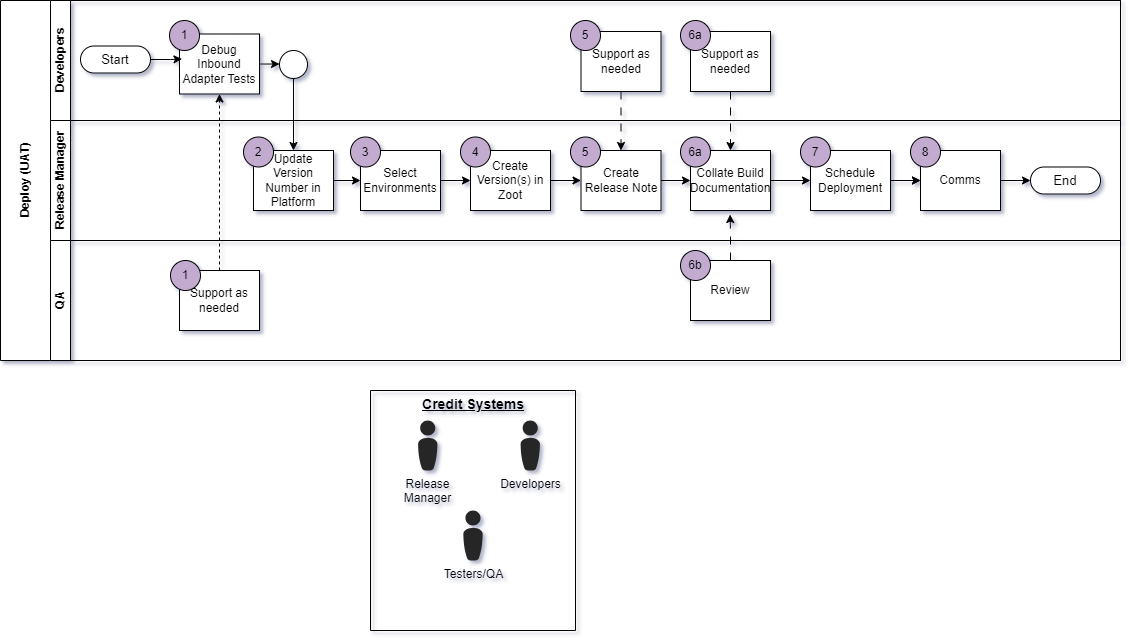 Deploy (UAT)
Developers
Start
1
Debug
Inbound
Adapter Tests
5
Support as
needed
6a
Support as
needed
Release Manager
2
Update
Version
Number in
Platform
3
Select
Environments
4
Create
Version(s) in
Zoot
5
Create
Release Note
6a
Collate Build
Documentation
7
Schedule
Deployment
8
Comms
End
QA
1
Support as
needed
6b
Review
Credit Systems
Release
Manager
Developers
Testers/QA